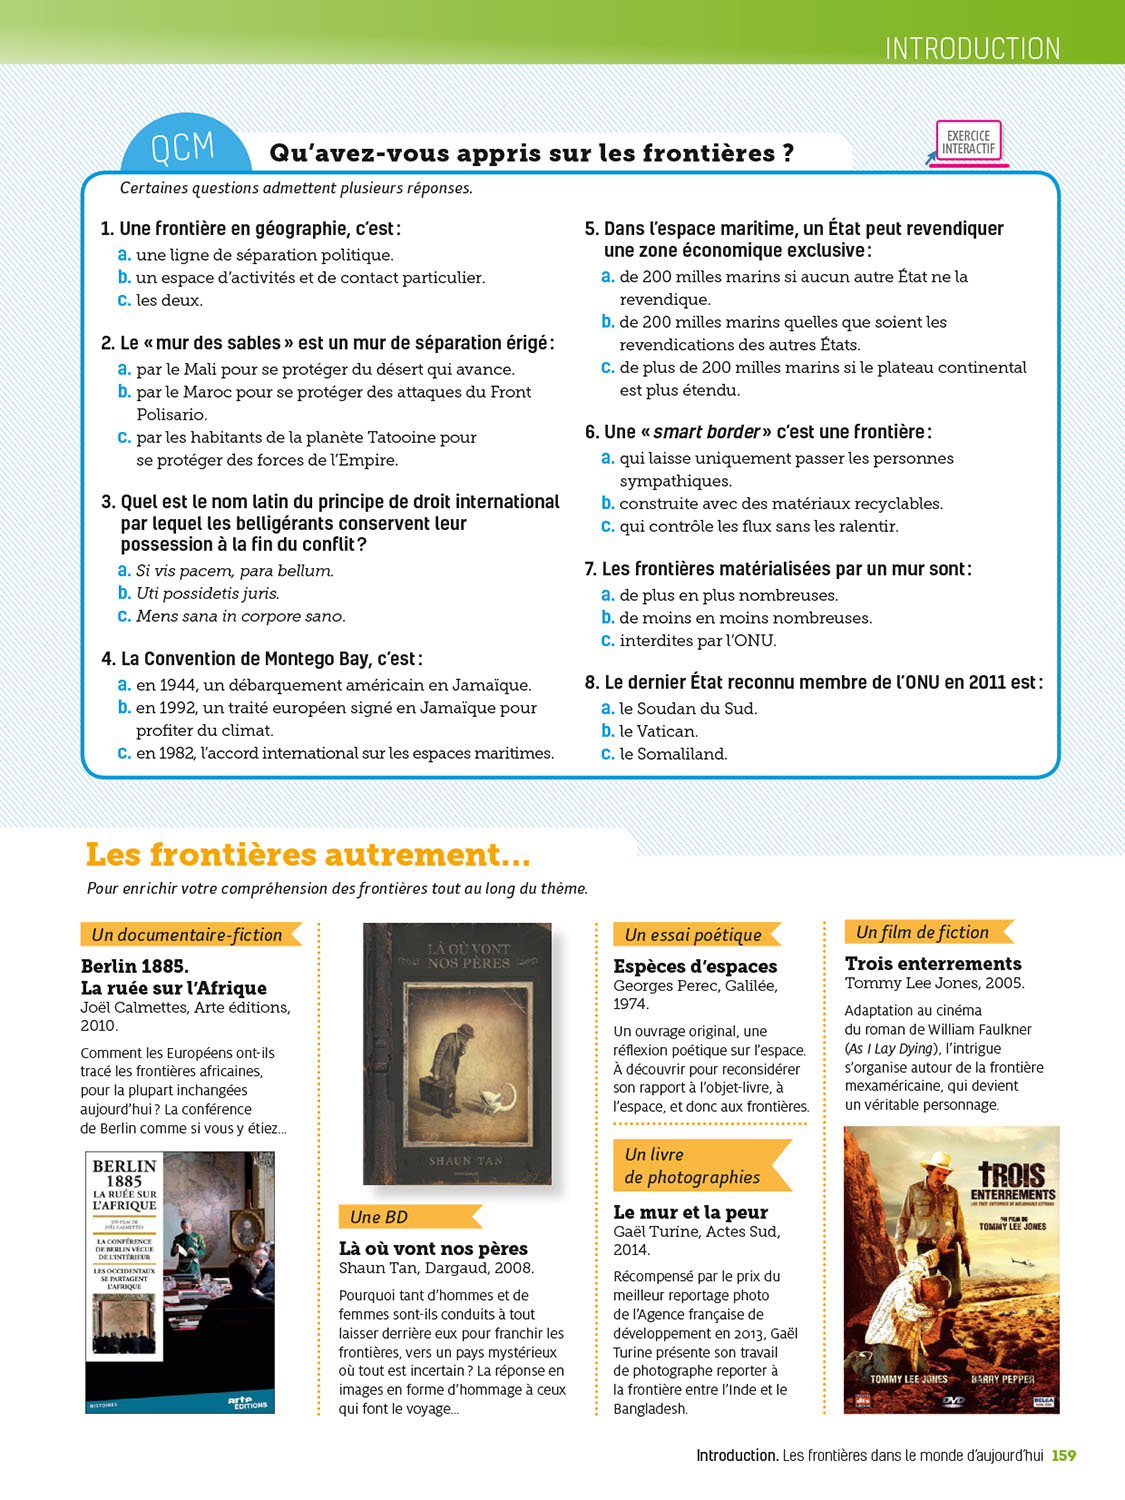 INTRODUCTION
QCM
Qu’avez-vous appris sur les frontières ?
EXERCICE
INTERACTIF
Certaines questions admettent plusieurs réponses.
1. Une frontière en géographie, c’est :
a. une ligne de séparation politique.
b. un espace d’activités et de contact particulier.
c. les deux.
2. Le « mur des sables » est un mur de séparation érigé :
a. par le Mali pour se protéger du désert qui avance.
b. par le Maroc pour se protéger des attaques du Front
Polisario.
c. par les habitants de la planète Tatooine pour
se protéger des forces de l’Empire.
3. Quel est le nom latin du principe de droit international
par lequel les belligérants conservent leur
possession à la fin du conflit ?
a. Si vis pacem, para bellum.
b. Uti possidetis juris.
c. Mens sana in corpore sano.
4. La Convention de Montego Bay, c’est :
a. en 1944, un débarquement américain en Jamaïque.
b. en 1992, un traité européen signé en Jamaïque pour
profiter du climat.
c. en 1982, l’accord international sur les espaces maritimes.
5. Dans l’espace maritime, un État peut revendiquer
une zone économique exclusive :
a. de 200 milles marins si aucun autre État ne la
revendique.
b. de 200 milles marins quelles que soient les
revendications des autres États.
c. de plus de 200 milles marins si le plateau continental
est plus étendu.
6. Une « smart border » c’est une frontière :
a. qui laisse uniquement passer les personnes
sympathiques.
b. construite avec des matériaux recyclables.
c. qui contrôle les flux sans les ralentir.
7. Les frontières matérialisées par un mur sont :
a. de plus en plus nombreuses.
b. de moins en moins nombreuses.
c. interdites par l’ONU.
8. Le dernier État reconnu membre de l’ONU en 2011 est :
a. le Soudan du Sud.
b. le Vatican.
c. le Somaliland.
Les frontières autrement…
Pour enrichir votre compréhension des frontières tout au long du thème.
Un documentaire-fiction
Berlin 1885.
La ruée sur l’Afrique
Joël Calmettes, Arte éditions,
2010.
Comment les Européens ont-ils
tracé les frontières africaines,
pour la plupart inchangées
aujourd’hui ? La conférence
de Berlin comme si vous y étiez…
BERLIN
1885
LA RUÉE SUR
L’AFRIQUE
UN FILM DE
JOËL CALMETTES
LA CONFÉRENCE
DE BERLIN VÉCUE
DE L’INTÉRIEUR
LES OCCIDENTAUX
SE PARTAGENT
L’AFRIQUE
HISTOIRES
arte
ÉDITIONS
LÀ OÙ VONT
NOS PÈRES
SHAUN TAN
Une BD
Là où vont nos pères
Shaun Tan, Dargaud, 2008.
Pourquoi tant d’hommes et de
femmes sont-ils conduits à tout
laisser derrière eux pour franchir les
frontières, vers un pays mystérieux
où tout est incertain ? La réponse en
images en forme d’hommage à ceux
qui font le voyage…
Un essai poétique
Espèces d’espaces
Georges Perec, Galilée,
1974.
Un ouvrage original, une
réflexion poétique sur l’espace.
À découvrir pour reconsidérer
son rapport à l’objet-livre, à
l’espace, et donc aux frontières.
Un livre
de photographies
Le mur et la peur
Gaël Turine, Actes Sud,
2014.
Récompensé par le prix du
meilleur reportage photo
de l’Agence française de
développement en 2013, Gaël
Turine présente son travail
de photographe reporter à
la frontière entre l’Inde et le
Bangladesh.
Un film de fiction
Trois enterrements
Tommy Lee Jones, 2005.
Adaptation au cinéma
du roman de William Faulkner
(As I Lay Dying), l’intrigue
s’organise autour de la frontière
mexaméricaine, qui devient
un véritable personnage.
TROIS
ENTERREMENTS
UN FILM DE
TOMMY LEE JONES
TOMMY LEE JONES BARRY PEPPER
dts
DVD
BELGA
Introduction. Les frontières dans le monde d’aujourd’hui 159